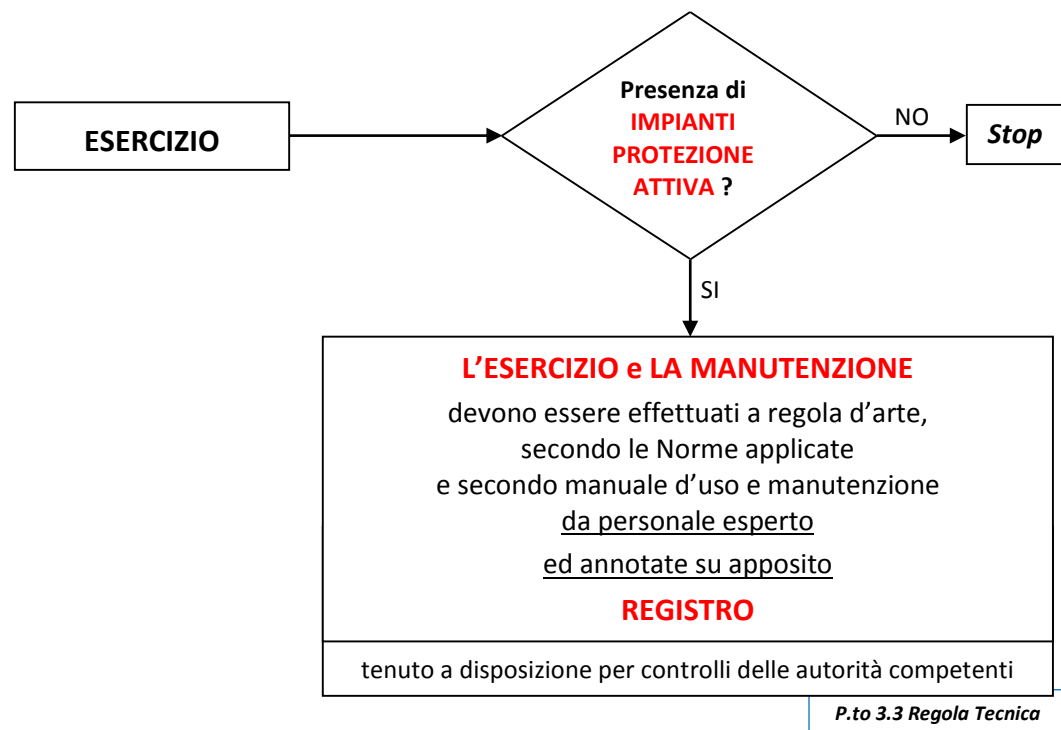 ESERCIZIO
Presenza di
IMPIANTI
PROTEZIONE
ATTIVA ?
NO
Stop
SI
L’ESERCIZIO e LA MANUTENZIONE
devono essere effettuati a regola d’arte,
secondo le Norme applicate
e secondo manuale d’uso e manutenzione
da personale esperto
ed annotate su apposito
REGISTRO
tenuto a disposizione per controlli delle autorità competenti
P.to 3.3 Regola Tecnica